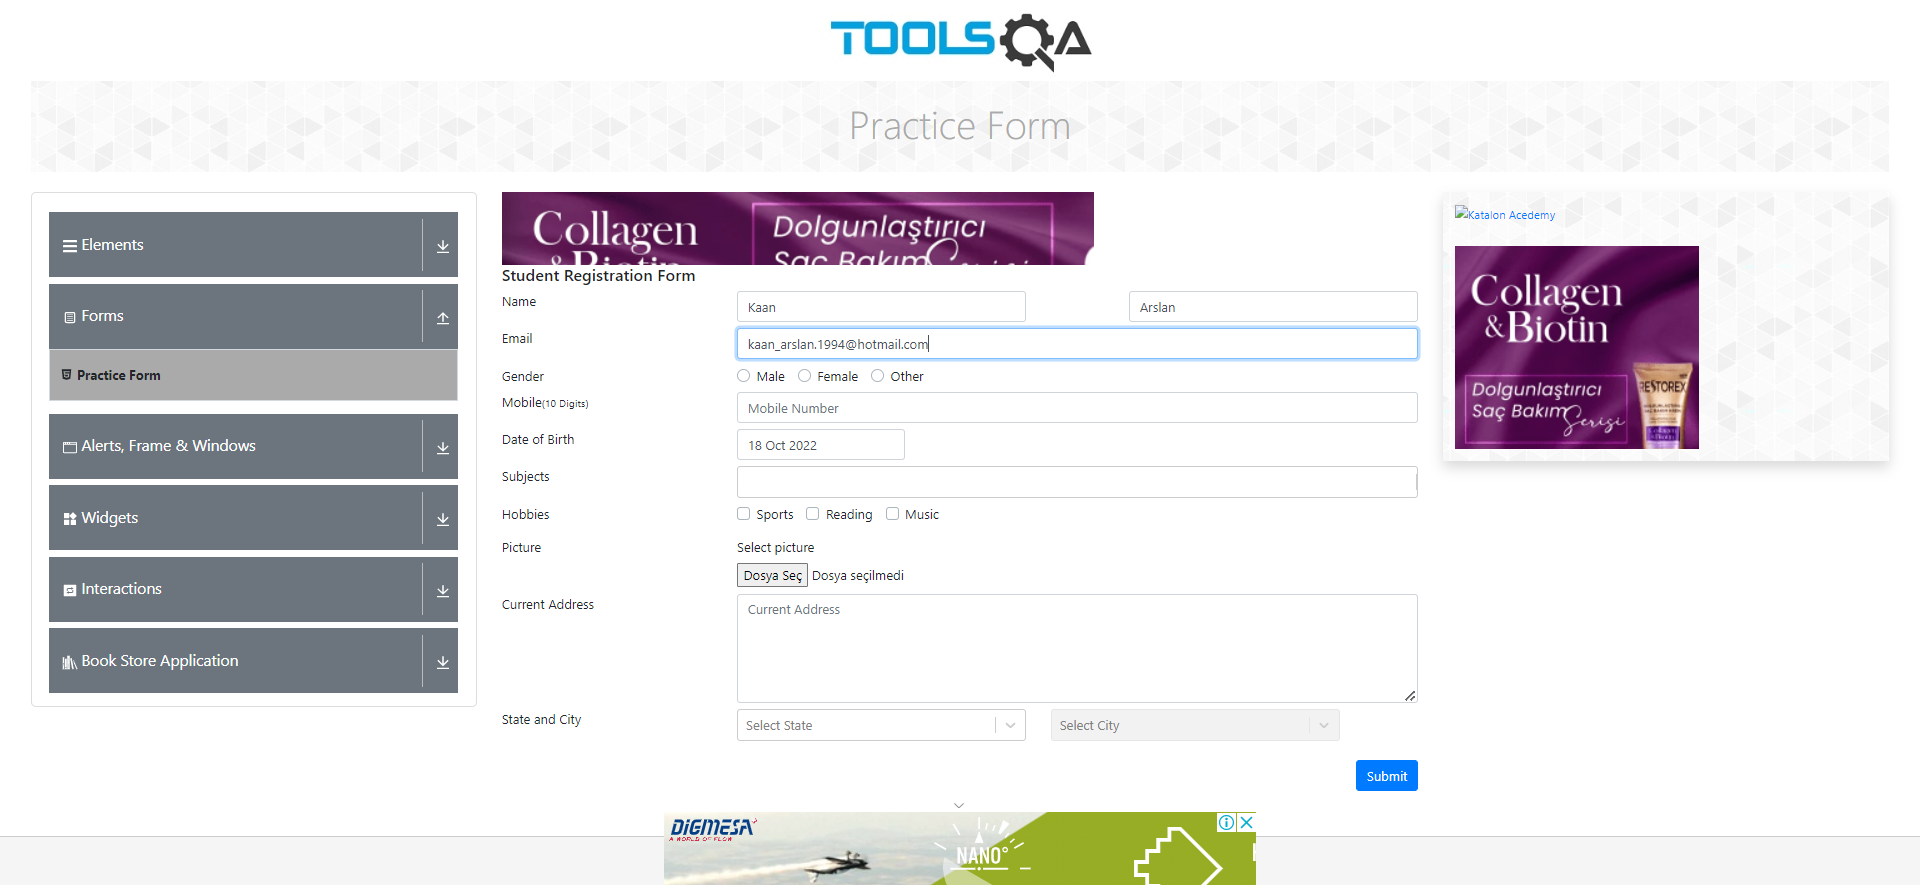 TOOLSQA
Practice Form
Elements
Forms
Practice Form
Alerts, Frame & Windows
Widgets
Interactions
Book Store Application
Collagen
& Biotin
Dolgunlaştırıcı
Saç Bakım Serisi
Student Registration Form
Name
Kaan
Arslan
Email
kaan_arslan.1994@hotmail.com
Gender
Male
Female
Other
Mobile(10 Digits)
Mobile Number
Date of Birth
18 Oct 2022
Subjects
Hobbies
Sports
Reading
Music
Picture
Select picture
Dosya Seç Dosya seçilmedi
Current Address
Current Address
State and City
Select State
Select City
Submit
Katalon Acedemy
Collagen
&Biotin
Dolgunlaştırıcı
Saç Bakım Serisi
RESTOREX
DIGMESA
A WORLD OF FLOW
NANO°